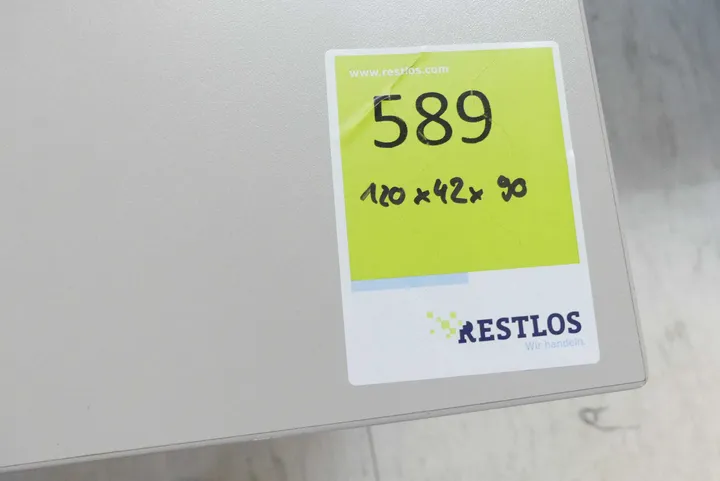 www.restlos.com
589
120 x 42 x 90
RESTLOS
Wir handeln.